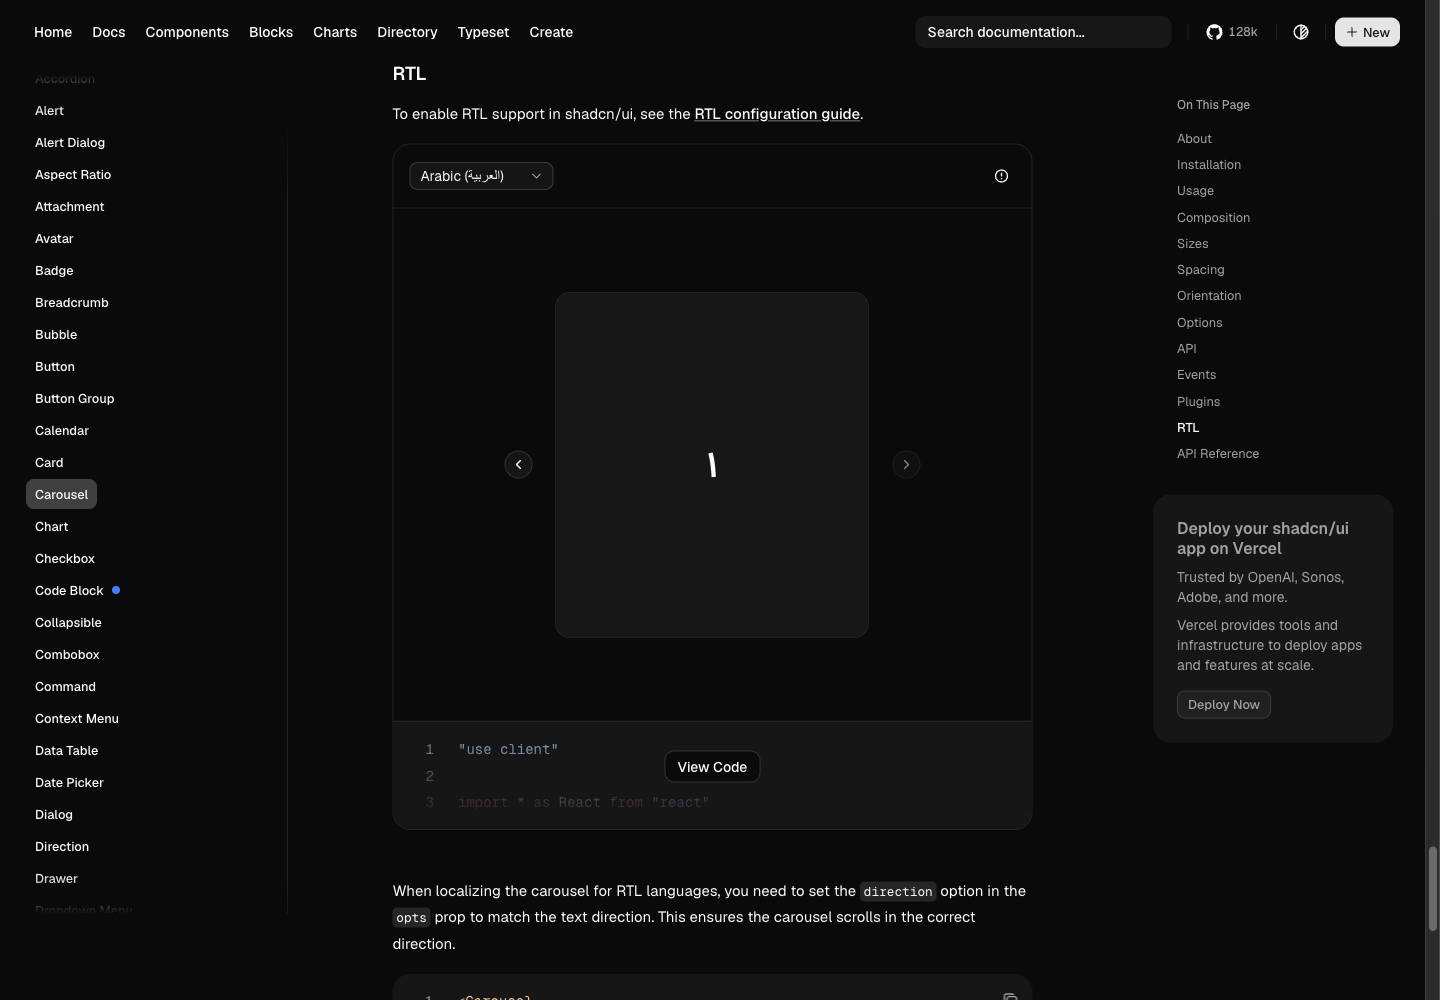 Home Docs Components Blocks Charts Directory Typeset Create
Search documentation...
128k
New
Accordion
Alert
Alert Dialog
Aspect Ratio
Attachment
Avatar
Badge
Breadcrumb
Bubble
Button
Button Group
Calendar
Card
Carousel
Chart
Checkbox
Code Block
Collapsible
Combobox
Command
Context Menu
Data Table
Date Picker
Dialog
Direction
Drawer
Dropdown Menu
RTL
To enable RTL support in shadcn/ui, see the RTL configuration guide.
Arabic (العربية)
١
1 "use client"
2
3 import * as React from "react"
View Code
When localizing the carousel for RTL languages, you need to set the direction option in the
opts prop to match the text direction. This ensures the carousel scrolls in the correct
direction.
1 <Carousel
On This Page
About
Installation
Usage
Composition
Sizes
Spacing
Orientation
Options
API
Events
Plugins
RTL
API Reference
Deploy your shadcn/ui
app on Vercel
Trusted by OpenAI, Sonos,
Adobe, and more.
Vercel provides tools and
infrastructure to deploy apps
and features at scale.
Deploy Now